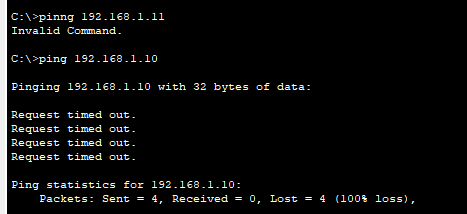 C:\>pinng 192.168.1.11
Invalid Command.
C:\>ping 192.168.1.10
Pinging 192.168.1.10 with 32 bytes of data:
Request timed out.
Request timed out.
Request timed out.
Request timed out.
Ping statistics for 192.168.1.10:
Packets: Sent = 4, Received = 0, Lost = 4 (100% loss),